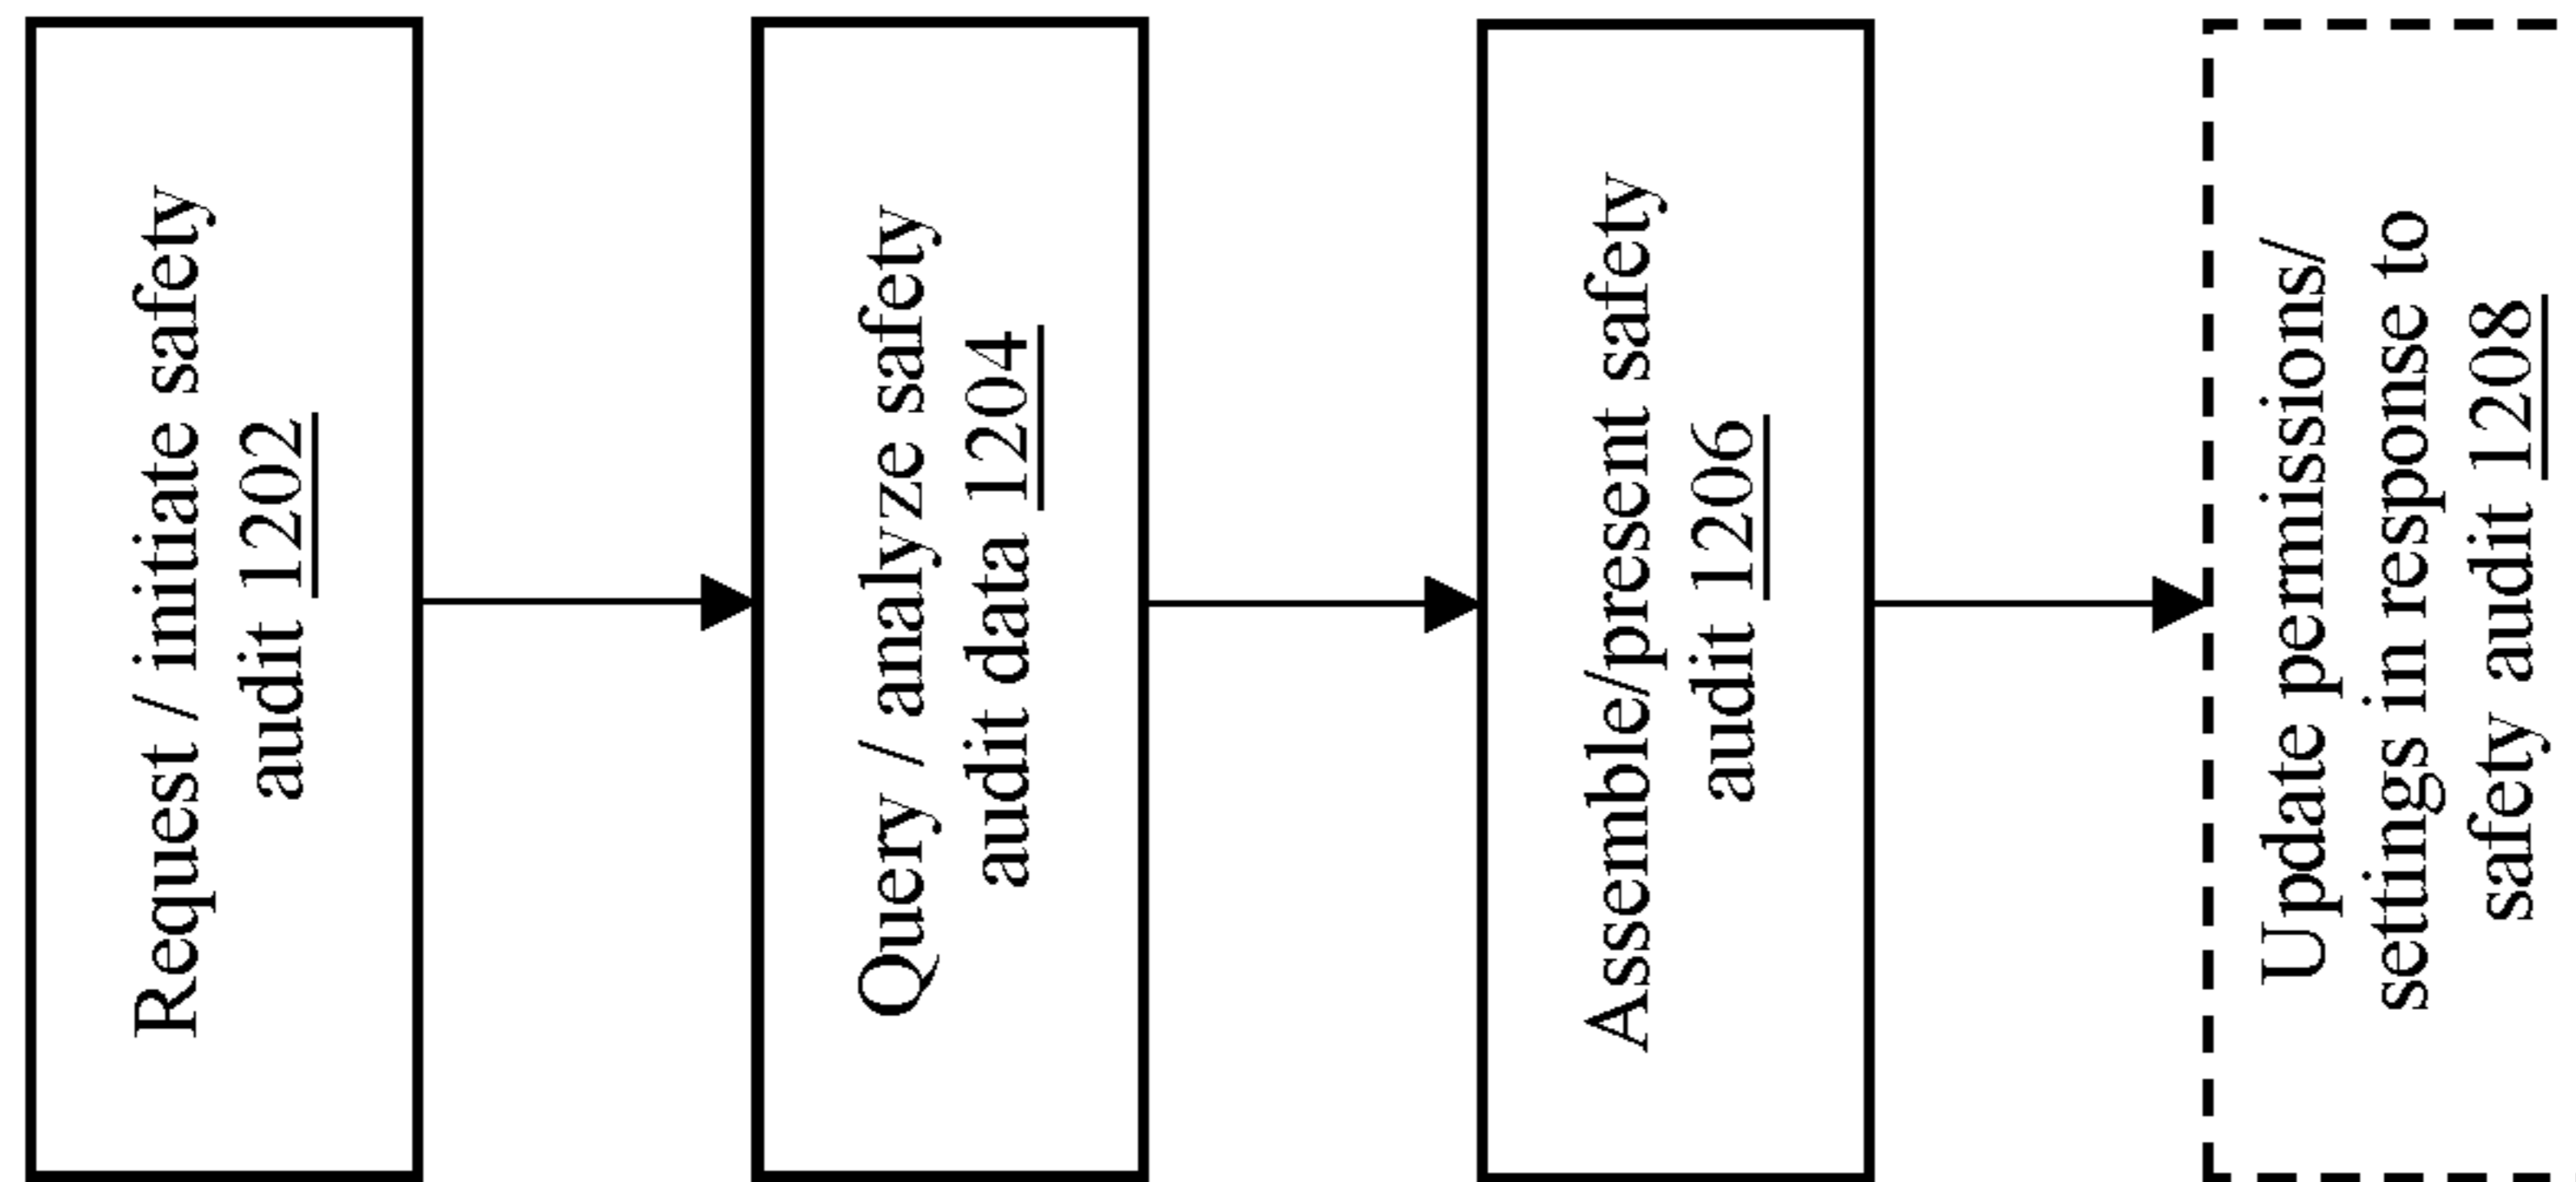 Request / initiate safety
audit 1202
Query / analyze safety
audit data 1204
Assemble/present safety
audit 1206
Update permissions/
settings in response to
safety audit 1208